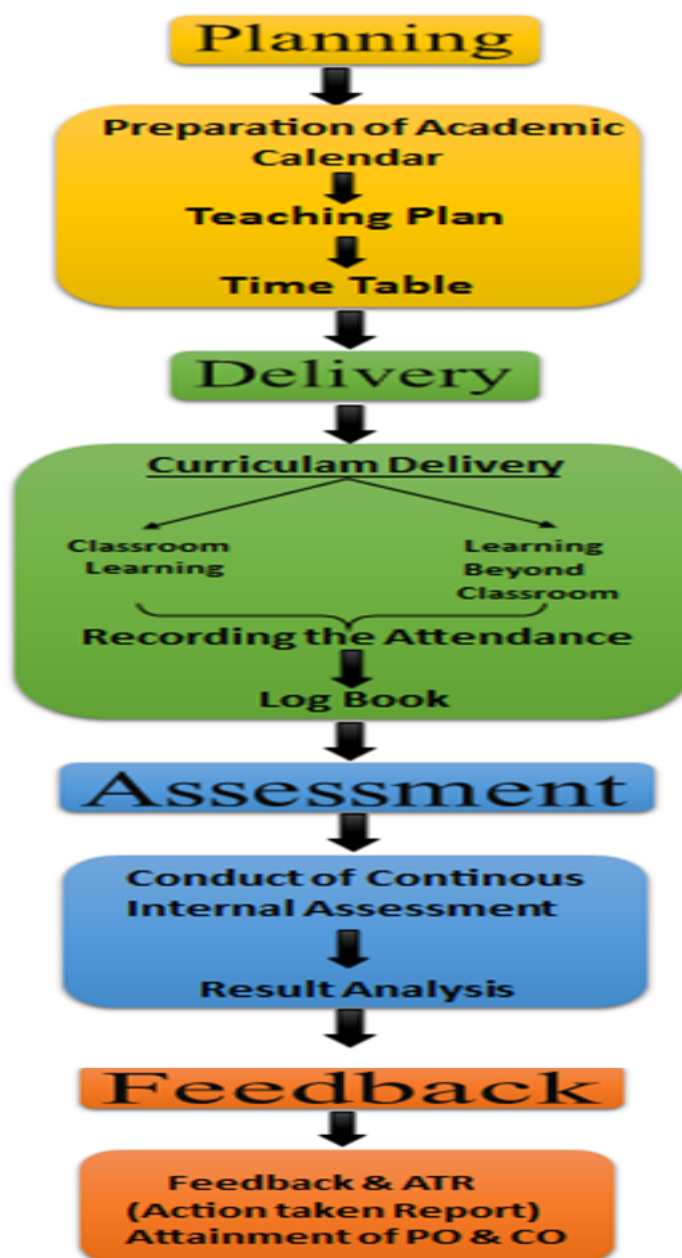 Planning
Preparation of Academic
Calendar
Teaching Plan
Time Table
Delivery
Curriculam Delivery
Classroom
Learning
Learning
Beyond
Classroom
Recording the Attendance
Log Book
Assessment
Conduct of Continous
Internal Assessment
Result Analysis
Feedback
Feedback & ATR
(Action taken Report)
Attainment of PO & CO